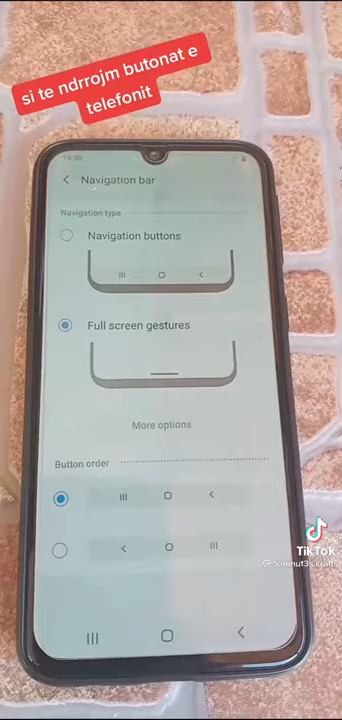 si te ndrrojm butonat e
telefonit
Navigation bar
Navigation type
Navigation buttons
Full screen gestures
More options
Button order
TikTok